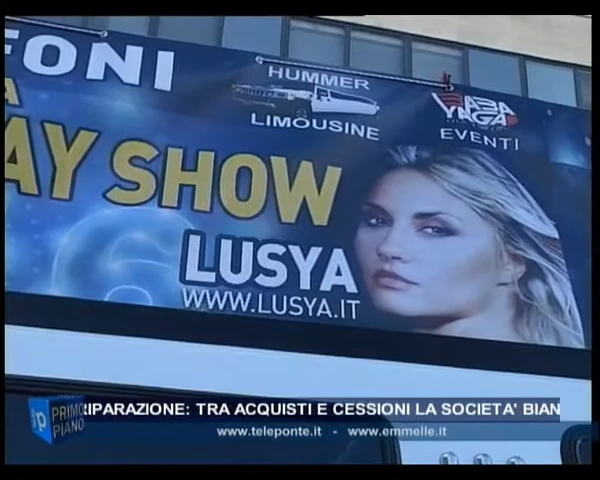 FONI
HUMMER
LIMOUSINE
BABA
YAGA
EVENTI
A
AY SHOW
LUSYA
WWW.LUSYA.IT
PRIMO
PIANO
RIPARAZIONE: TRA ACQUISTI E CESSIONI LA SOCIETA' BIAN
www.teleponte.it - www.emmelle.it